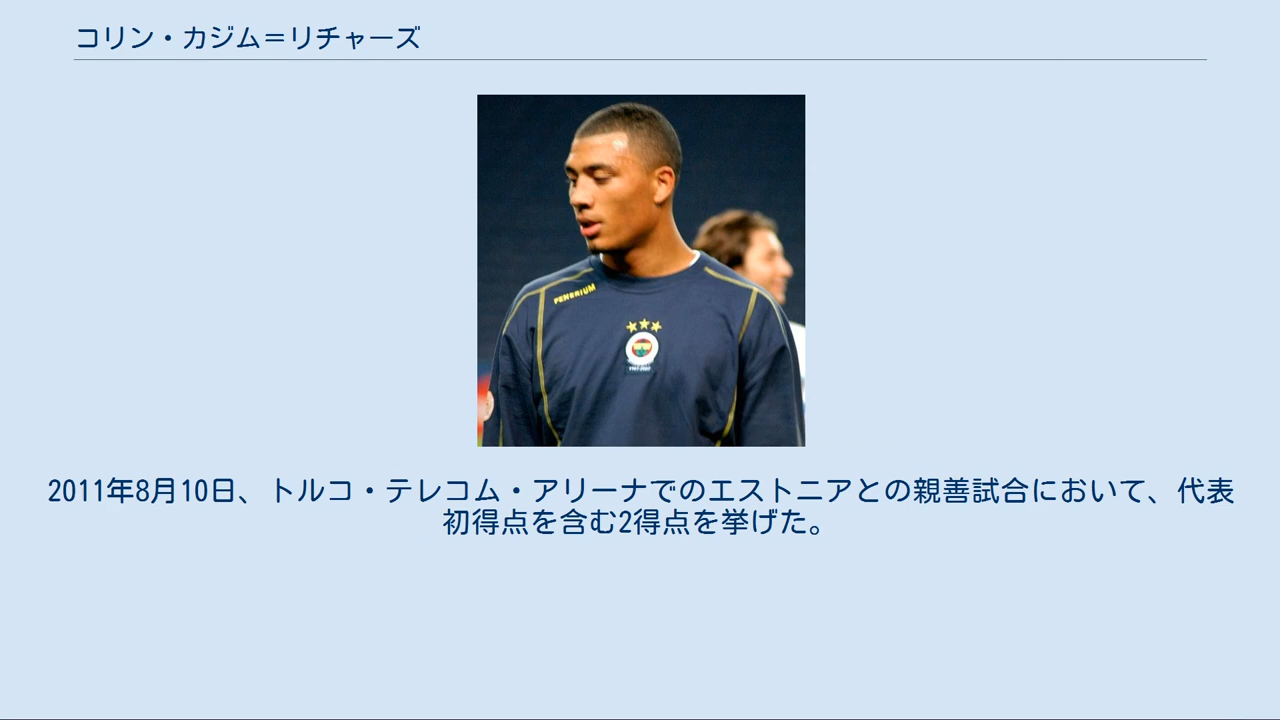 コリン・カジム＝リチャーズ
FENERIUM
2011年8月10日、トルコ・テレコム・アリーナでのエストニアとの親善試合において、代表
初得点を含む2得点を挙げた。